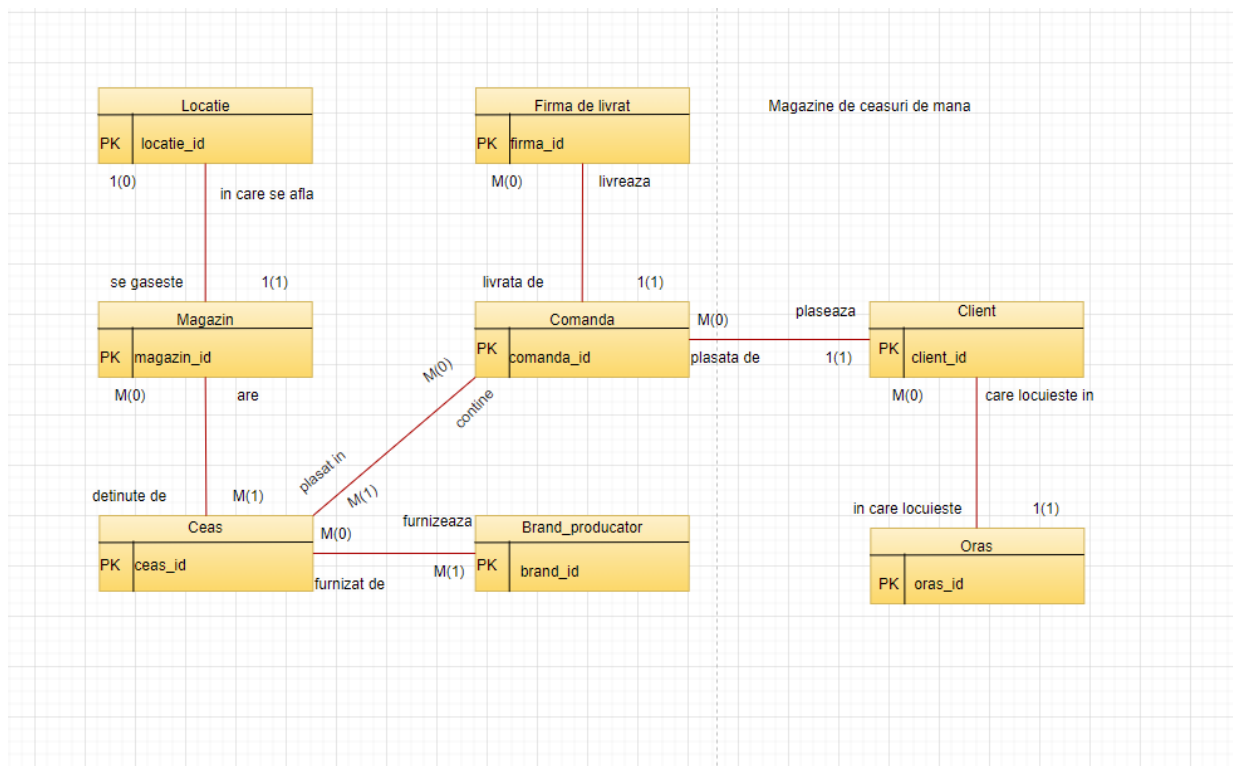 Locatie
PK locatie_id
Firma de livrat
PK firma_id
Magazine de ceasuri de mana
1(0)
in care se afla
M(0)
livreaza
se gaseste
1(1)
livrata de
1(1)
Magazin
PK magazin_id
Comanda
PK comanda_id
M(0)
plaseaza
plasata de
1(1)
Client
PK client_id
M(0)
are
M(0)
contine
M(0)
care locuieste in
plasat in
M(1)
detinute de
M(1)
in care locuieste
1(1)
Ceas
PK ceas_id
M(0)
furnizeaza
furnizat de
M(1)
Brand_producator
PK brand_id
Oras
PK oras_id